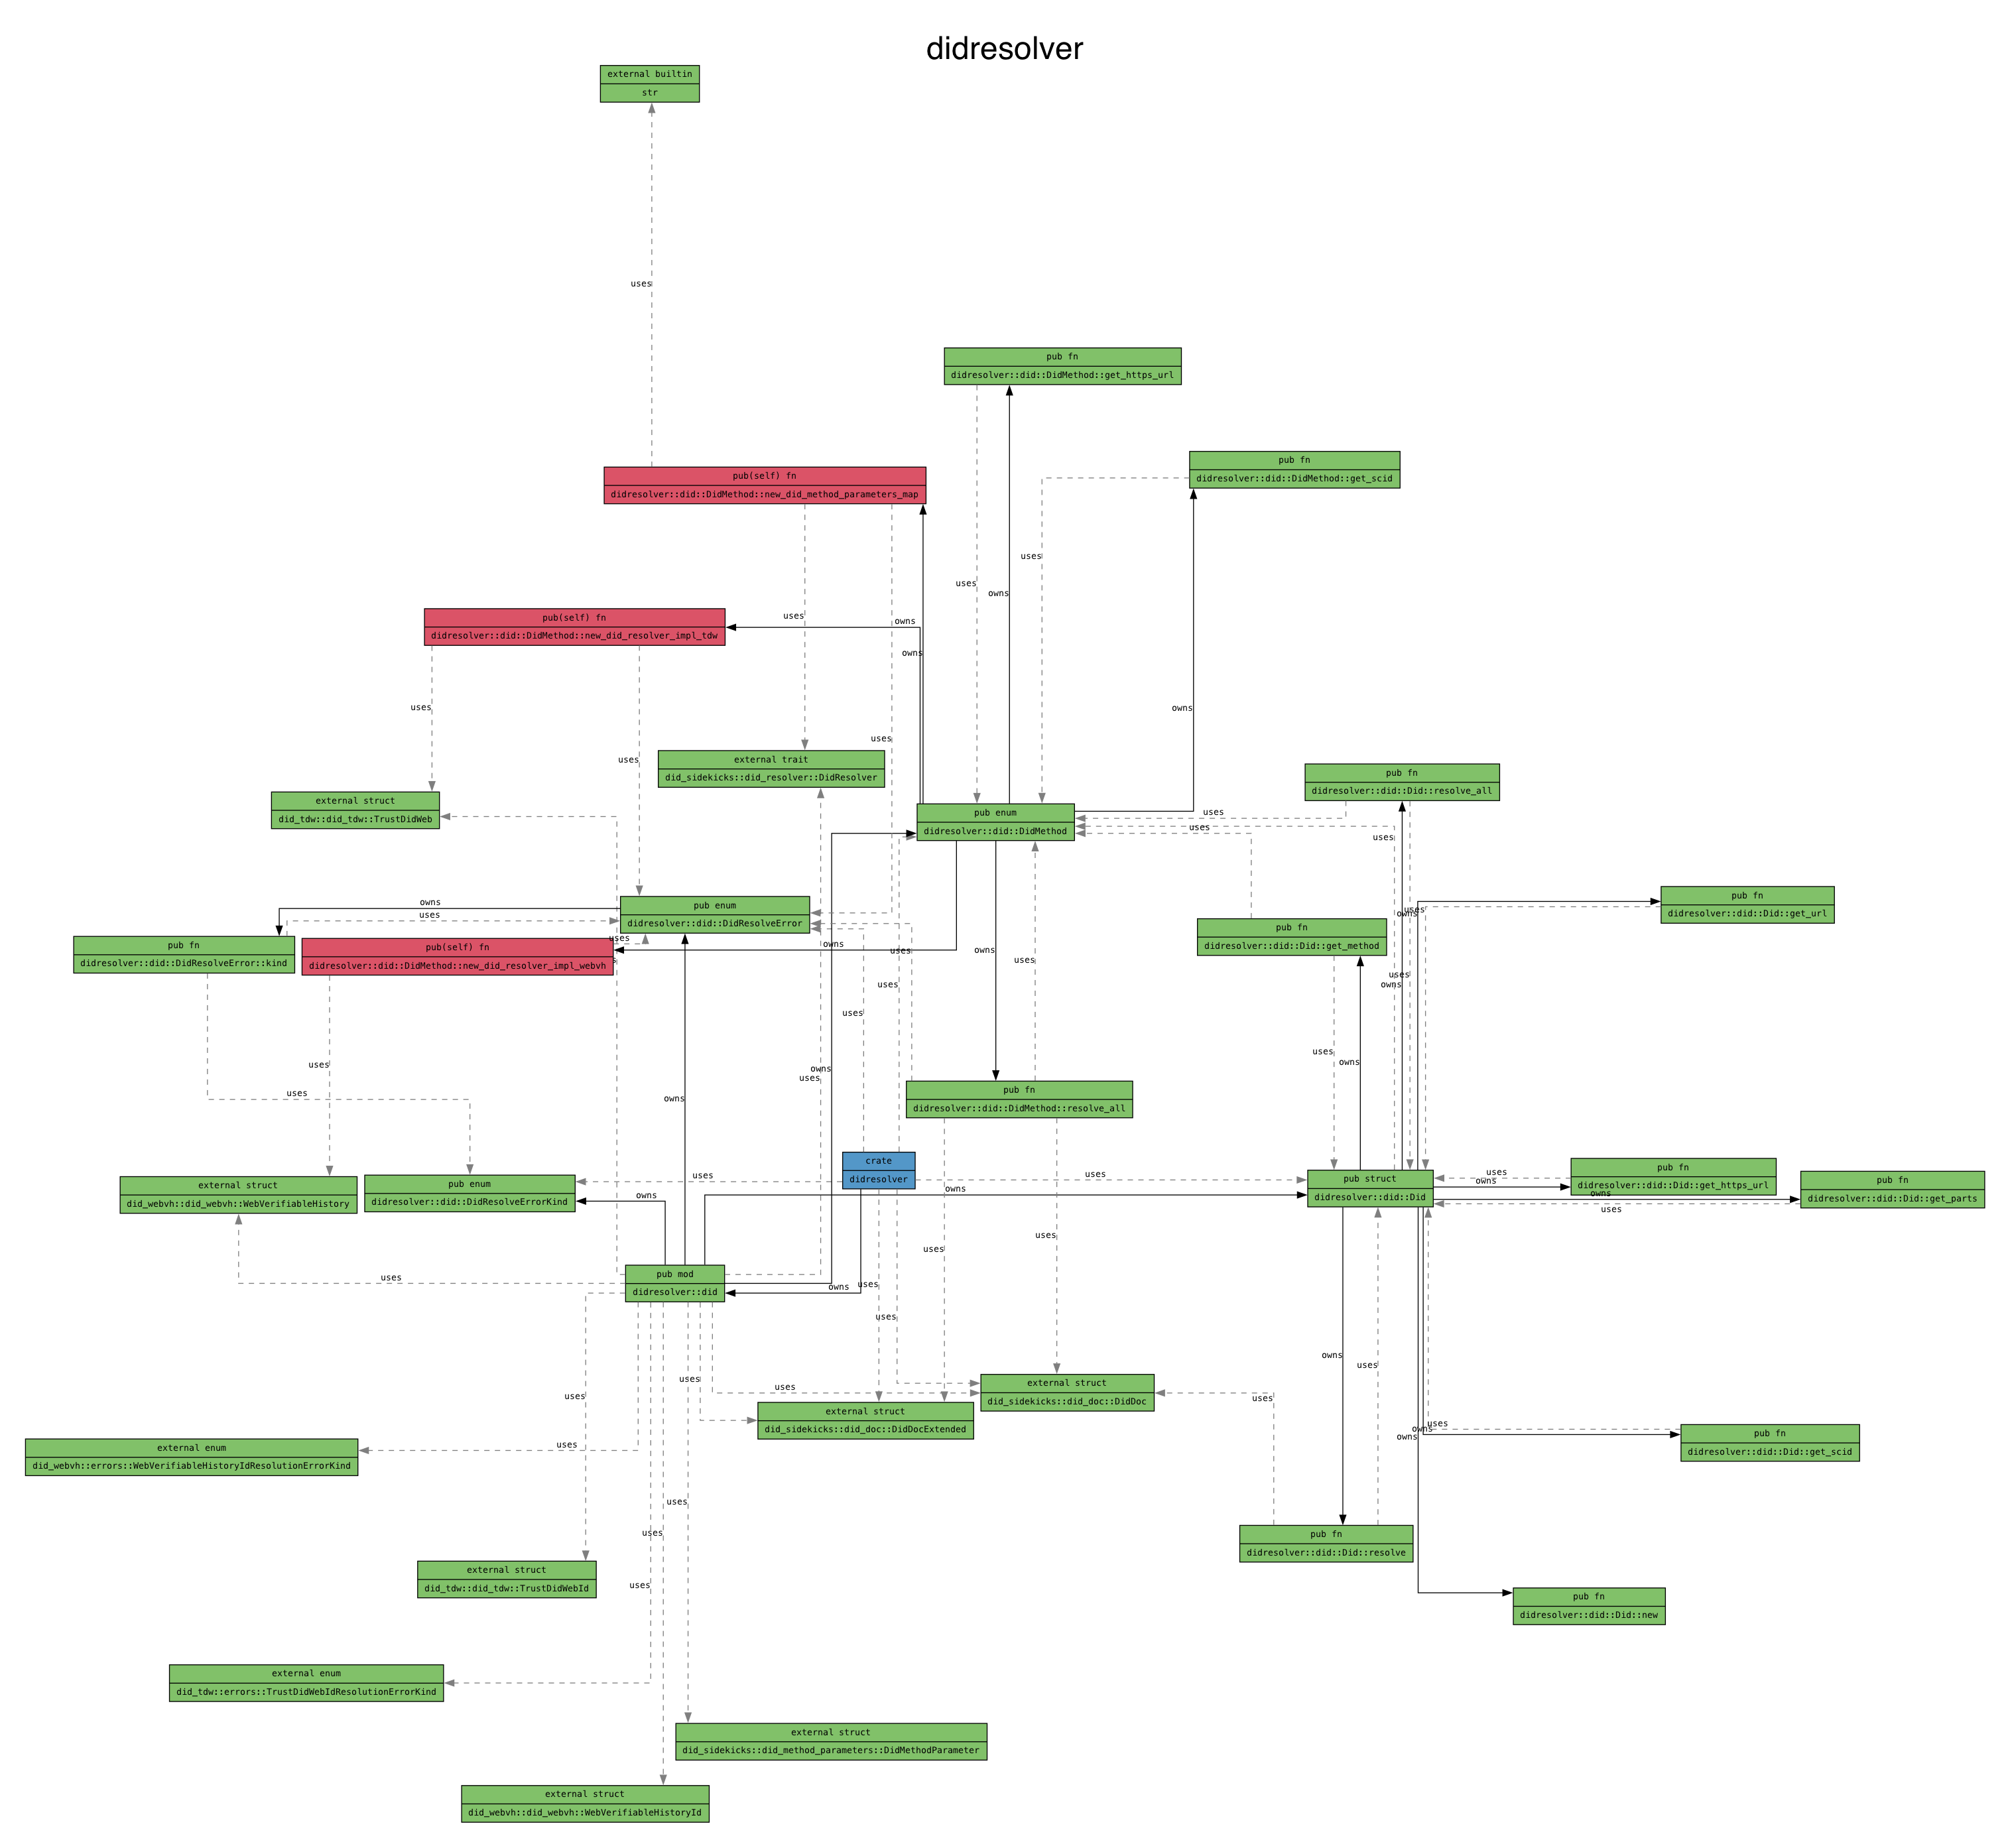 didresolver
external builtin
str
uses
pub fn
didresolver::did::DidMethod::get_https_url
pub fn
didresolver::did::DidMethod::get_scid
pub(self) fn
didresolver::did::DidMethod::new_did_method_parameters_map
uses
uses
owns
pub(self) fn
didresolver::did::DidMethod::new_did_resolver_impl_tdw
uses
owns
owns
uses
owns
uses
uses
external trait
did_sidekicks::did_resolver::DidResolver
pub fn
didresolver::did::Did::resolve_all
external struct
did_tdw::did_tdw::TrustDidWeb
pub enum
didresolver::did::DidMethod
uses
uses
uses
pub enum
didresolver::did::DidResolveError
owns
uses
pub fn
didresolver::did::Did::get_url
owns
uses
pub fn
didresolver::did::Did::get_method
pub fn
didresolver::did::DidResolveError::kind
pub(self) fn
didresolver::did::DidMethod::new_did_resolver_impl_webvh
uses
owns
uses
owns
uses
s
uses
uses
owns
uses
uses
uses
owns
uses
owns
uses
uses
owns
pub fn
didresolver::did::DidMethod::resolve_all
crate
didresolver
external struct
did_webvh::did_webvh::WebVerifiableHistory
pub enum
didresolver::did::DidResolveErrorKind
uses
uses
pub struct
didresolver::did::Did
uses
owns
owns
uses
pub fn
didresolver::did::Did::get_https_url
pub fn
didresolver::did::Did::get_parts
owns
owns
uses
pub mod
didresolver::did
uses
owns
uses
uses
uses
uses
owns
uses
uses
uses
uses
uses
external struct
did_sidekicks::did_doc::DidDoc
external struct
did_sidekicks::did_doc::DidDocExtended
uses
uses
owns
owns
pub fn
didresolver::did::Did::get_scid
external enum
did_webvh::errors::WebVerifiableHistoryIdResolutionErrorKind
uses
uses
uses
uses
pub fn
didresolver::did::Did::resolve
external struct
did_tdw::did_tdw::TrustDidWebId
pub fn
didresolver::did::Did::new
external enum
did_tdw::errors::TrustDidWebIdResolutionErrorKind
external struct
did_sidekicks::did_method_parameters::DidMethodParameter
external struct
did_webvh::did_webvh::WebVerifiableHistoryId